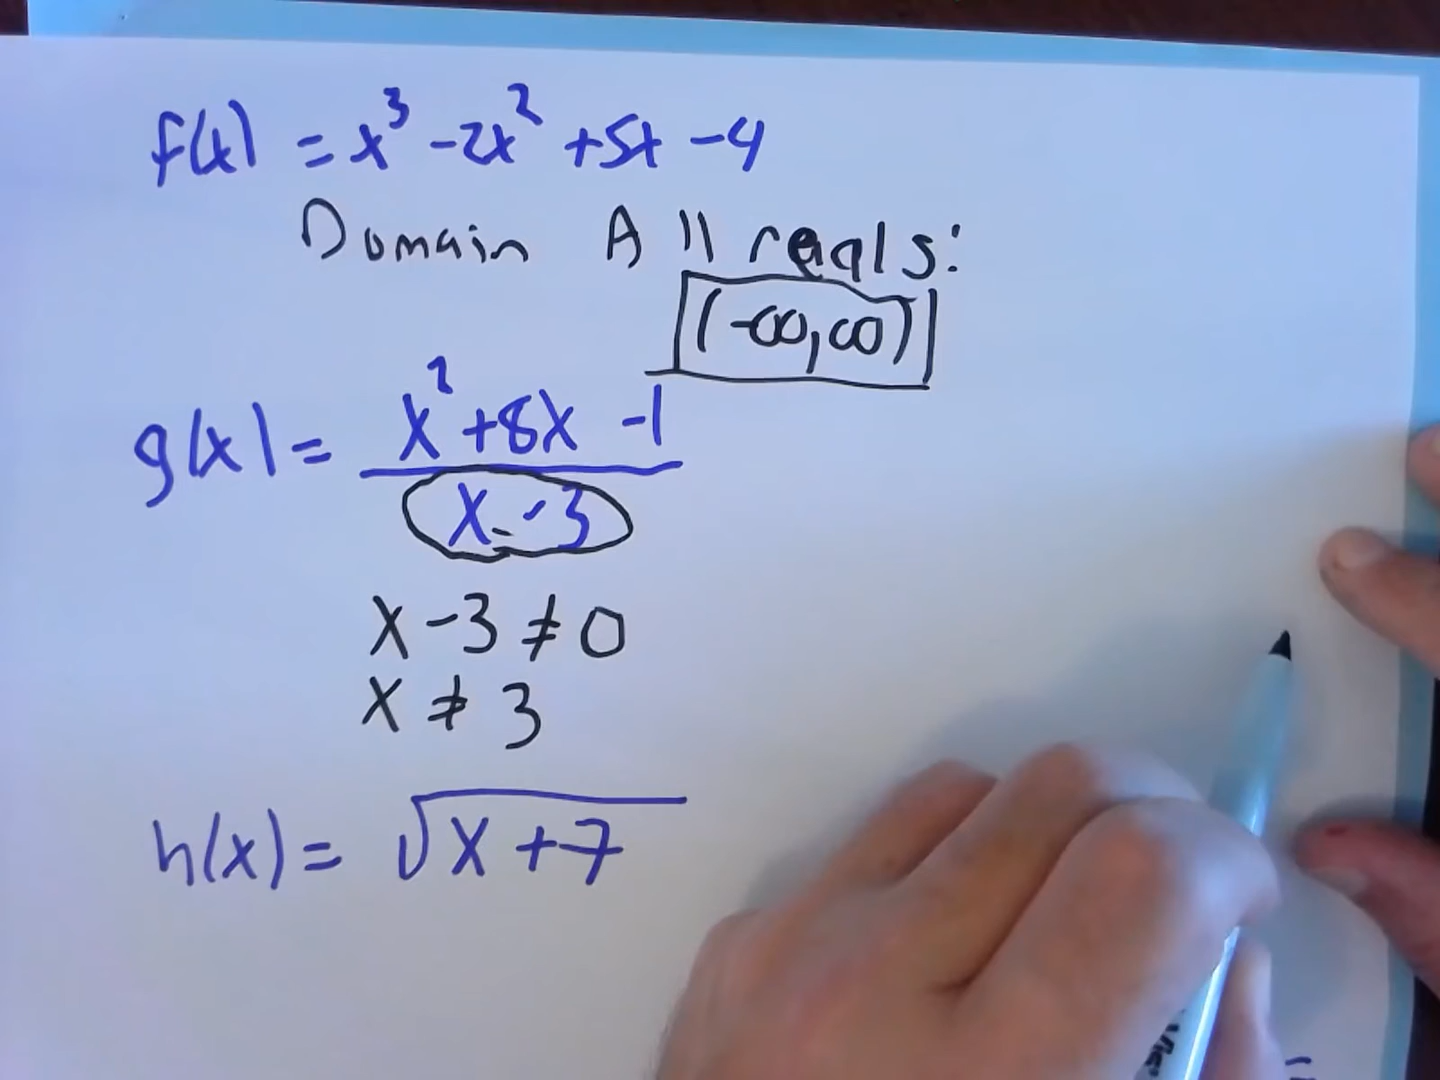 f(x) = x³ - 2x² + 5x - 4
Domain All reals:
(-∞,∞)
g(x) = x² + 8x - 1
x - 3
x - 3 ≠ 0
x ≠ 3
h(x) = √x + 7